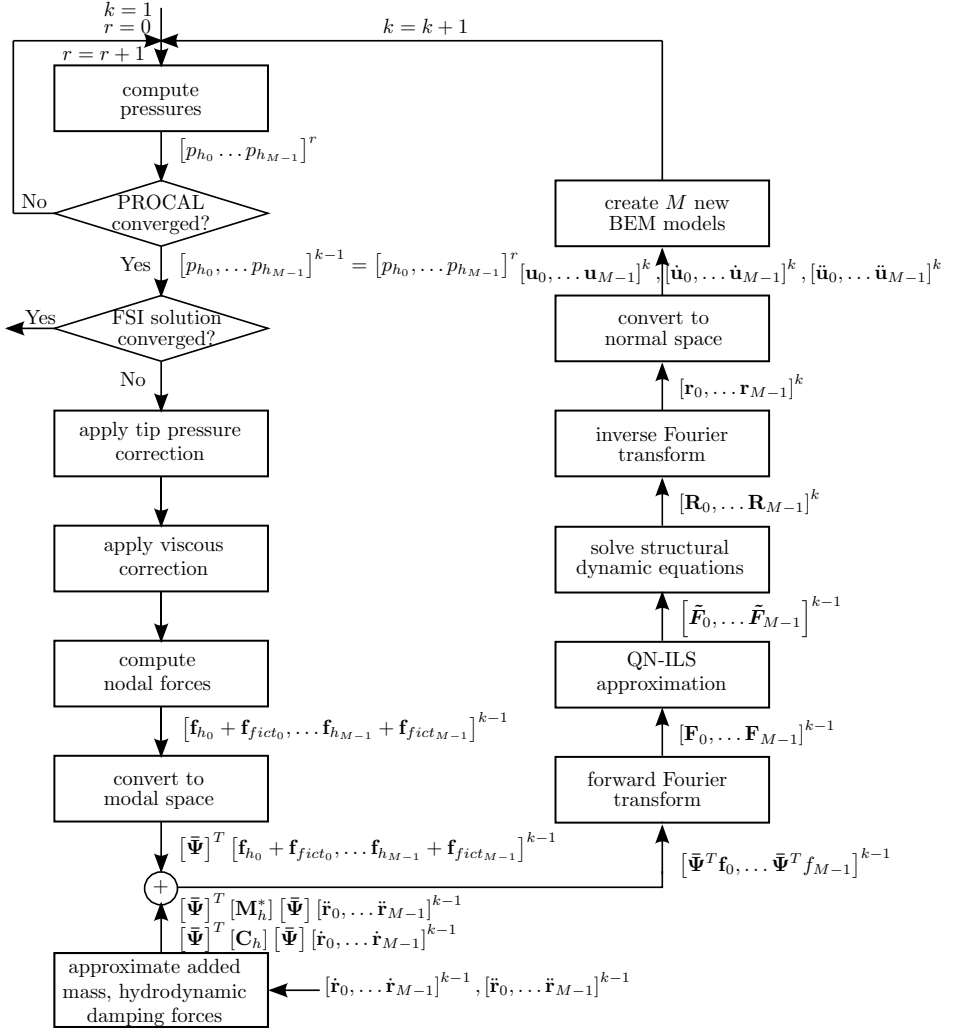 k = 1
r = 0
r = r + 1
k = k + 1
compute
pressures
[p_{h_0} … p_{h_{M−1}}]^r
No
PROCAL
converged?
Yes
[p_{h_0}, … p_{h_{M−1}}]^{k−1} = [p_{h_0}, … p_{h_{M−1}}]^r
Yes
FSI solution
converged?
No
apply tip pressure
correction
apply viscous
correction
compute
nodal forces
[𝐟_{h_0} + 𝐟_{fict_0}, … 𝐟_{h_{M−1}} + 𝐟_{fict_{M−1}}]^{k−1}
convert to
modal space
[𝚿̄]^T [𝐟_{h_0} + 𝐟_{fict_0}, … 𝐟_{h_{M−1}} + 𝐟_{fict_{M−1}}]^{k−1}
+
[𝚿̄]^T [𝐌_h^*] [𝚿̄] [𝐫̈_0, … 𝐫̈_{M−1}]^{k−1}
[𝚿̄]^T [𝐂_h] [𝚿̄] [𝐫̇_0, … 𝐫̇_{M−1}]^{k−1}
approximate added
mass, hydrodynamic
damping forces
[𝐫̇_0, … 𝐫̇_{M−1}]^{k−1}, [𝐫̈_0, … 𝐫̈_{M−1}]^{k−1}
[𝚿̄^T 𝐟_0, … 𝚿̄^T f_{M−1}]^{k−1}
forward Fourier
transform
[𝐅_0, … 𝐅_{M−1}]^{k−1}
QN-ILS
approximation
[𝑭̃_0, … 𝑭̃_{M−1}]^{k−1}
solve structural
dynamic equations
[𝐑_0, … 𝐑_{M−1}]^k
inverse Fourier
transform
[𝐫_0, … 𝐫_{M−1}]^k
convert to
normal space
[𝐮_0, … 𝐮_{M−1}]^k, [𝐮̇_0, … 𝐮̇_{M−1}]^k, [𝐮̈_0, … 𝐮̈_{M−1}]^k
create M new
BEM models